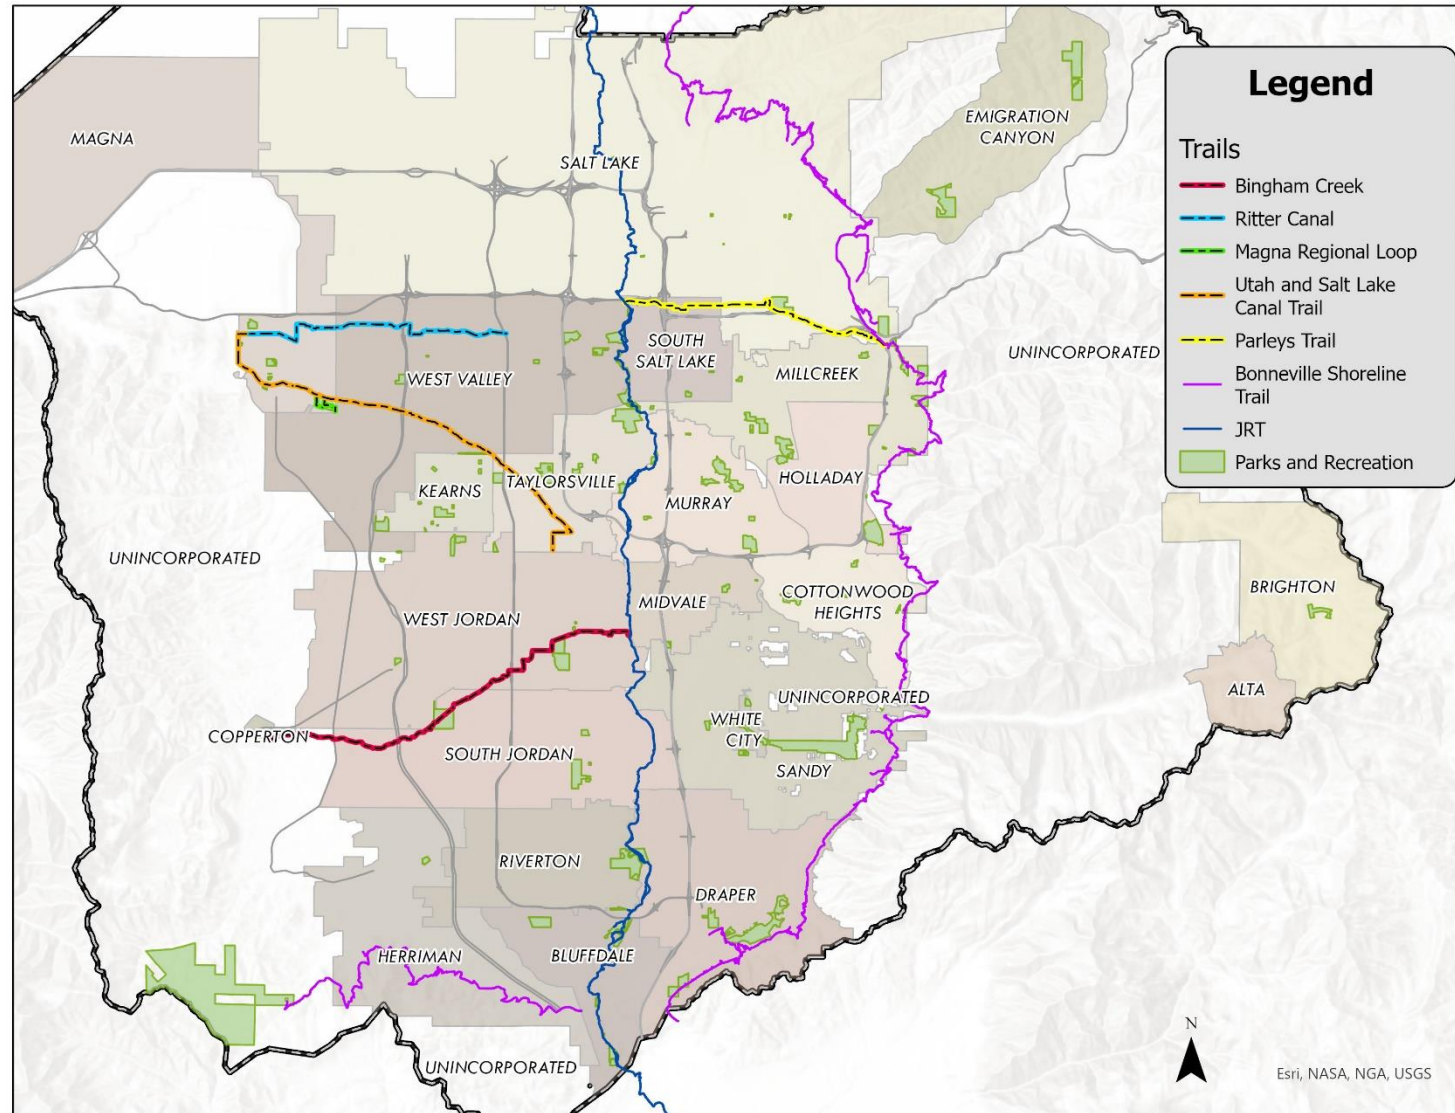 Legend
Trails
Bingham Creek
Ritter Canal
Magna Regional Loop
Utah and Salt Lake
Canal Trail
Parleys Trail
Bonneville Shoreline
Trail
JRT
Parks and Recreation
MAGNA
EMIGRATION
CANYON
SALT LAKE
UNINCORPORATED
SOUTH
SALT LAKE
MILLCREEK
WEST VALLEY
HOLLADAY
TAYLORSVILLE
KEARNS
MURRAY
UNINCORPORATED
BRIGHTON
COTTONWOOD
HEIGHTS
MIDVALE
WEST JORDAN
ALTA
UNINCORPORATED
WHITE
CITY
COPPERTON
SOUTH JORDAN
SANDY
RIVERTON
DRAPER
HERRIMAN
BLUFFDALE
UNINCORPORATED
N
Esri, NASA, NGA, USGS